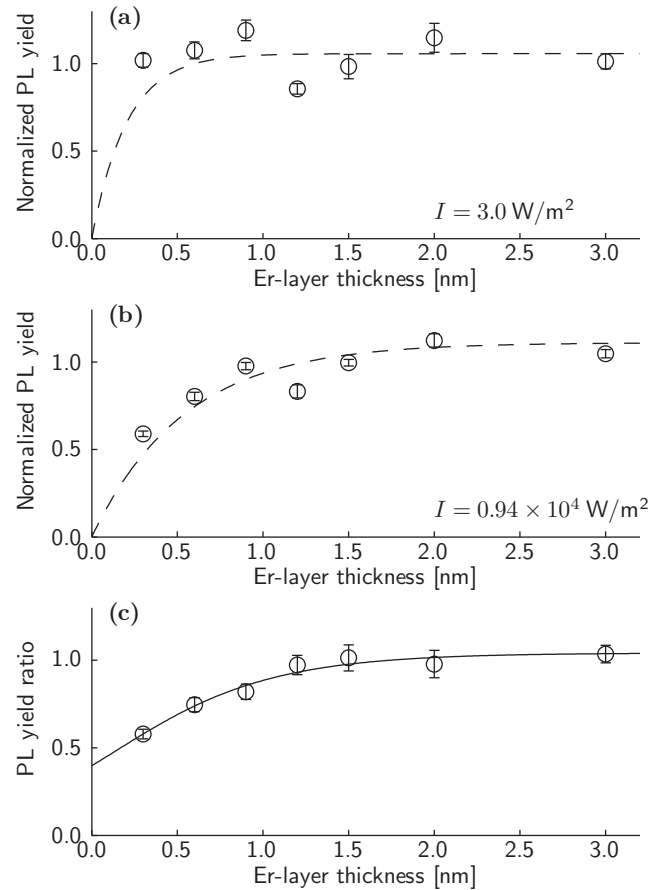 (a)
Normalized PL yield
1.0
0.5
0.0
I = 3.0 W/m²
0.0 0.5 1.0 1.5 2.0 2.5 3.0
Er-layer thickness [nm]
(b)
Normalized PL yield
1.0
0.5
0.0
I = 0.94 × 10⁴ W/m²
0.0 0.5 1.0 1.5 2.0 2.5 3.0
Er-layer thickness [nm]
(c)
PL yield ratio
1.0
0.5
0.0
0.0 0.5 1.0 1.5 2.0 2.5 3.0
Er-layer thickness [nm]